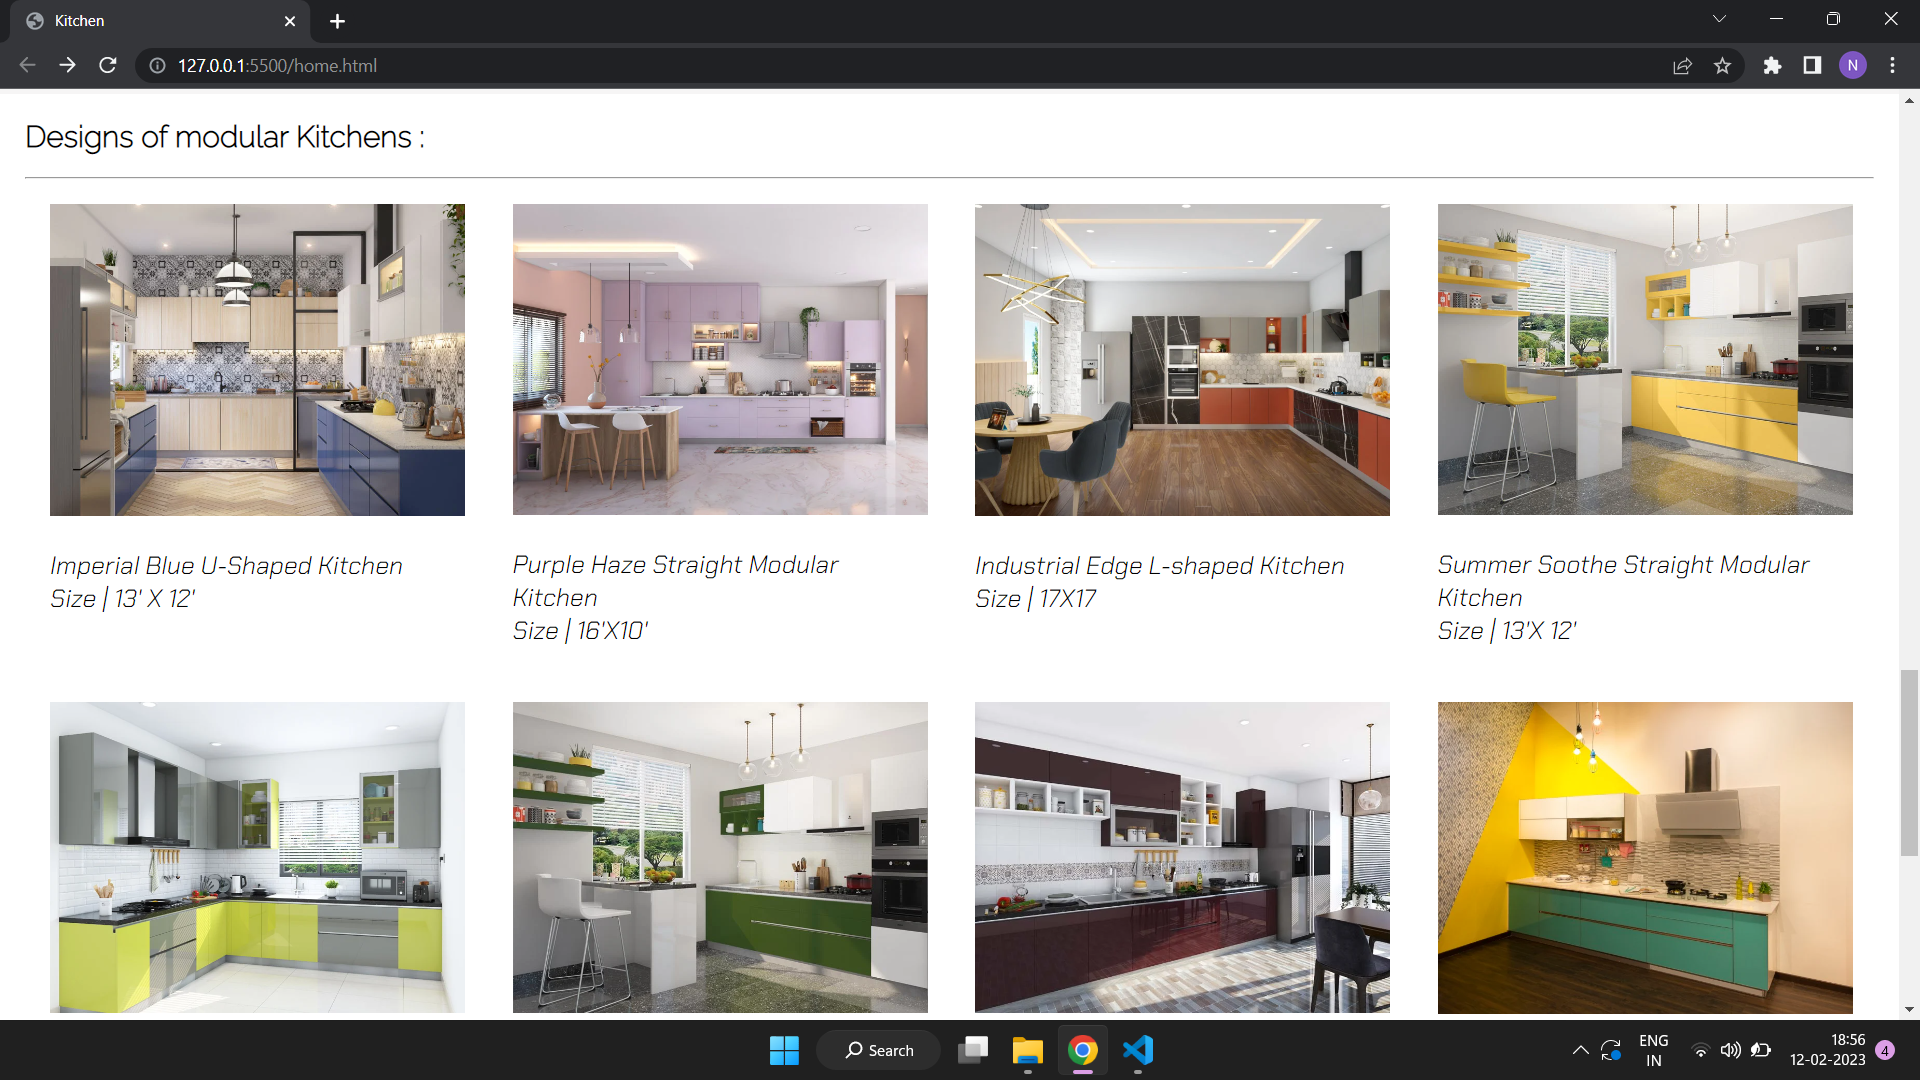 Kitchen
127.0.0.1:5500/home.html
N
Designs of modular Kitchens :
Imperial Blue U-Shaped Kitchen
Size | 13' X 12'
Purple Haze Straight Modular
Kitchen
Size | 16'X10'
Industrial Edge L-shaped Kitchen
Size | 17X17
Summer Soothe Straight Modular
Kitchen
Size | 13'X 12'
Search
ENG
IN
18:56
12-02-2023
4